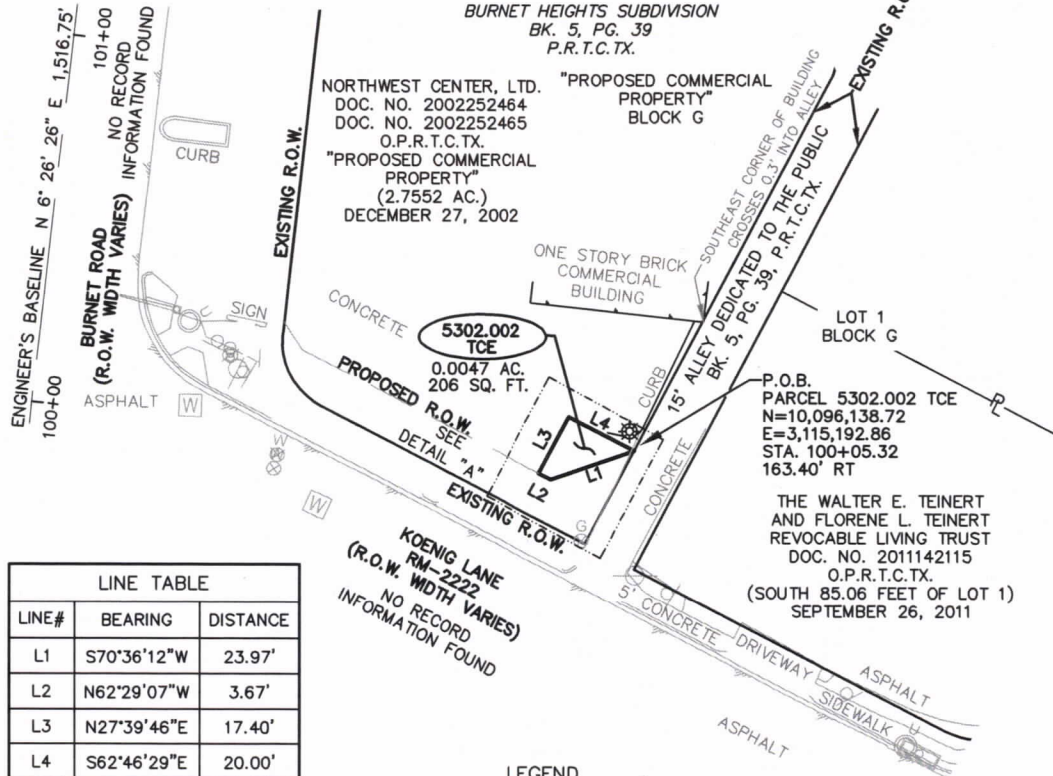 BURNET HEIGHTS SUBDIVISION
BK. 5, PG. 39
P.R.T.C.TX.
ENGINEER'S BASELINE N 6° 26' 26" E 1,516.75'
101+00
100+00
NO RECORD
INFORMATION FOUND
BURNET ROAD
(R.O.W. WIDTH VARIES)
CURB
NORTHWEST CENTER, LTD.
DOC. NO. 2002252464
DOC. NO. 2002252465
O.P.R.T.C.TX.
"PROPOSED COMMERCIAL
PROPERTY"
(2.7552 AC.)
DECEMBER 27, 2002
"PROPOSED COMMERCIAL
PROPERTY"
BLOCK G
EXISTING R.O.W.
SOUTHEAST CORNER OF BUILDING
CROSSES 0.3' INTO ALLEY
15' ALLEY DEDICATED TO THE PUBLIC
BK. 5, PG. 39, P.R.T.C.TX.
ONE STORY BRICK
COMMERCIAL
BUILDING
SIGN
CONCRETE
ASPHALT
W
W
W
U
5302.002
TCE
0.0047 AC.
206 SQ. FT.
PROPOSED R.O.W.
SEE
DETAIL "A"
EXISTING R.O.W.
L4
L3
L1
L2
CURB
G
CONCRETE
LOT 1
BLOCK G
PL
P.O.B.
PARCEL 5302.002 TCE
N=10,096,138.72
E=3,115,192.86
STA. 100+05.32
163.40' RT
THE WALTER E. TEINERT
AND FLORENE L. TEINERT
REVOCABLE LIVING TRUST
DOC. NO. 2011142115
O.P.R.T.C.TX.
(SOUTH 85.06 FEET OF LOT 1)
SEPTEMBER 26, 2011
KOENIG LANE
RM-2222
(R.O.W. WIDTH VARIES)
NO RECORD
INFORMATION FOUND
5' CONCRETE
DRIVEWAY
SIDEWALK
ASPHALT
ASPHALT
U
LINE TABLE
LINE# BEARING DISTANCE
L1 S70°36'12"W 23.97'
L2 N62°29'07"W 3.67'
L3 N27°39'46"E 17.40'
L4 S62°46'29"E 20.00'
LEGEND